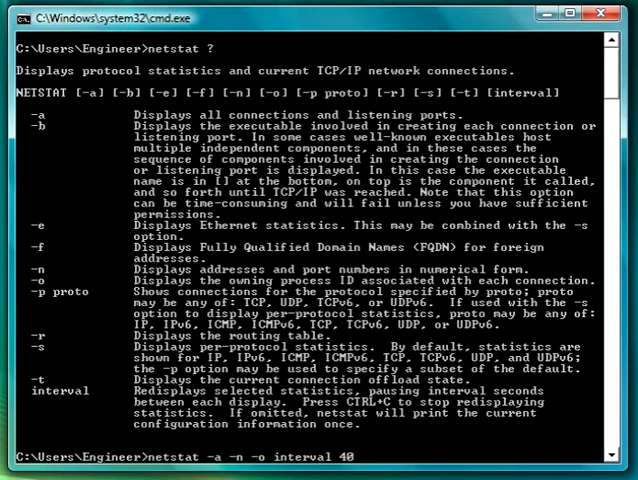 C:\Windows\system32\cmd.exe
C:\Users\Engineer>netstat ?
Displays protocol statistics and current TCP/IP network connections.
NETSTAT [-a] [-b] [-e] [-f] [-n] [-o] [-p proto] [-r] [-s] [-t] [interval]
-a Displays all connections and listening ports.
-b Displays the executable involved in creating each connection or
listening port. In some cases well-known executables host
multiple independent components, and in these cases the
sequence of components involved in creating the connection
or listening port is displayed. In this case the executable
name is in [] at the bottom, on top is the component it called,
and so forth until TCP/IP was reached. Note that this option
can be time-consuming and will fail unless you have sufficient
permissions.
-e Displays Ethernet statistics. This may be combined with the -s
option.
-f Displays Fully Qualified Domain Names (FQDN) for foreign
addresses.
-n Displays addresses and port numbers in numerical form.
-o Displays the owning process ID associated with each connection.
-p proto Shows connections for the protocol specified by proto; proto
may be any of: TCP, UDP, TCPv6, or UDPv6. If used with the -s
option to display per-protocol statistics, proto may be any of:
IP, IPv6, ICMP, ICMPv6, TCP, TCPv6, UDP, or UDPv6.
-r Displays the routing table.
-s Displays per-protocol statistics. By default, statistics are
shown for IP, IPv6, ICMP, ICMPv6, TCP, TCPv6, UDP, and UDPv6;
the -p option may be used to specify a subset of the default.
-t Displays the current connection offload state.
interval Redisplays selected statistics, pausing interval seconds
between each display. Press CTRL+C to stop redisplaying
statistics. If omitted, netstat will print the current
configuration information once.
C:\Users\Engineer>netstat -a -n -o interval 40